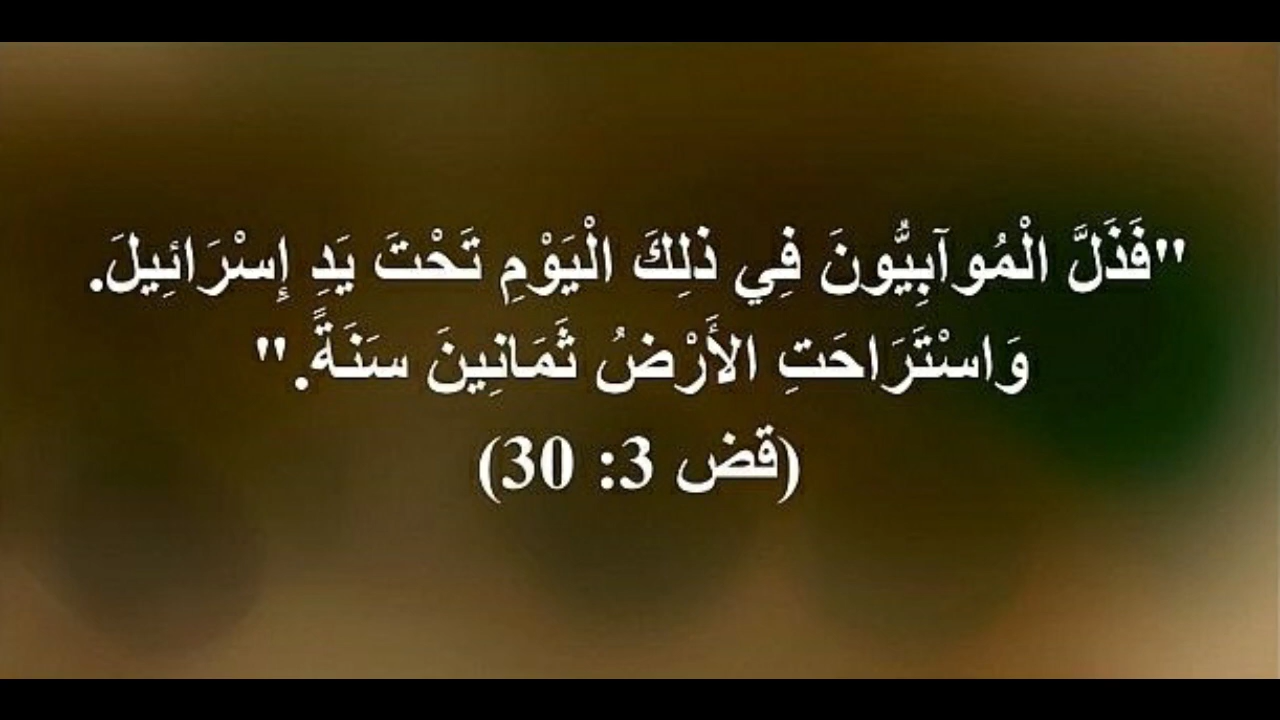 "فَذَلَّ الْمُوآبِيُّونَ فِي ذلِكَ الْيَوْمِ تَحْتَ يَدِ إِسْرَائِيلَ.
وَاسْتَرَاحَتِ الأَرْضُ ثَمَانِينَ سَنَةً."
(قض 3: 30)